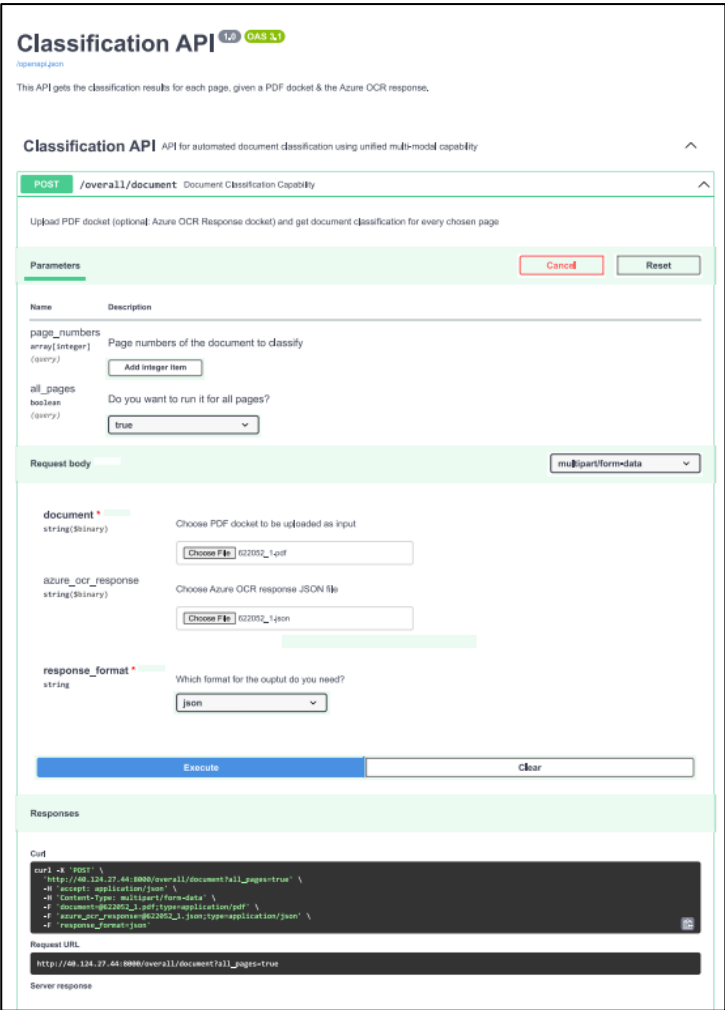 Classification API 1.0 OAS 3.1
/openapi.json
This API gets the classification results for each page, given a PDF docket & the Azure OCR response.
Classification API API for automated document classification using unified multi-modal capability
POST /overall/document Document Classification Capability
Upload PDF docket (optional: Azure OCR Response docket) and get document classification for every chosen page
Parameters Cancel Reset
Name Description
page_numbers
array[integer]
(query)
Page numbers of the document to classify
Add integer item
all_pages
boolean
(query)
Do you want to run it for all pages?
true
Request body multipart/form-data
document *
string($binary)
Choose PDF docket to be uploaded as input
Choose File 622052_1.pdf
azure_ocr_response
string($binary)
Choose Azure OCR response JSON file
Choose File 622052_1.json
response_format *
string
Which format for the ouptut do you need?
json
Execute Clear
Responses
Curl
curl -X 'POST' \
'http://40.124.27.44:8000/overall/document?all_pages=true' \
-H 'accept: application/json' \
-H 'Content-Type: multipart/form-data' \
-F 'document=@622052_1.pdf;type=application/pdf' \
-F 'azure_ocr_response=@622052_1.json;type=application/json' \
-F 'response_format=json'
Request URL
http://40.124.27.44:8000/overall/document?all_pages=true
Server response